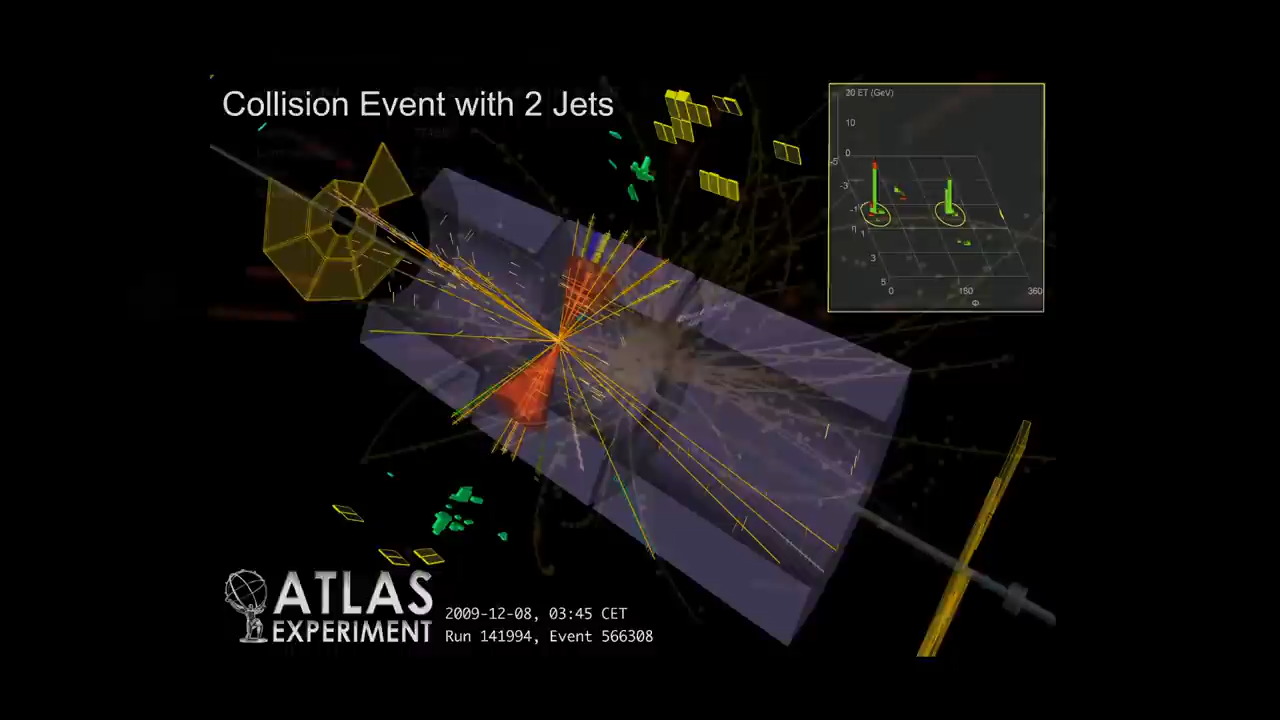 Collision Event with 2 Jets
20 ET (GeV)
10
0
-5
-3
-1
η 1
3
5
0 180 360
Φ
ATLAS
EXPERIMENT
2009-12-08, 03:45 CET
Run 141994, Event 566308